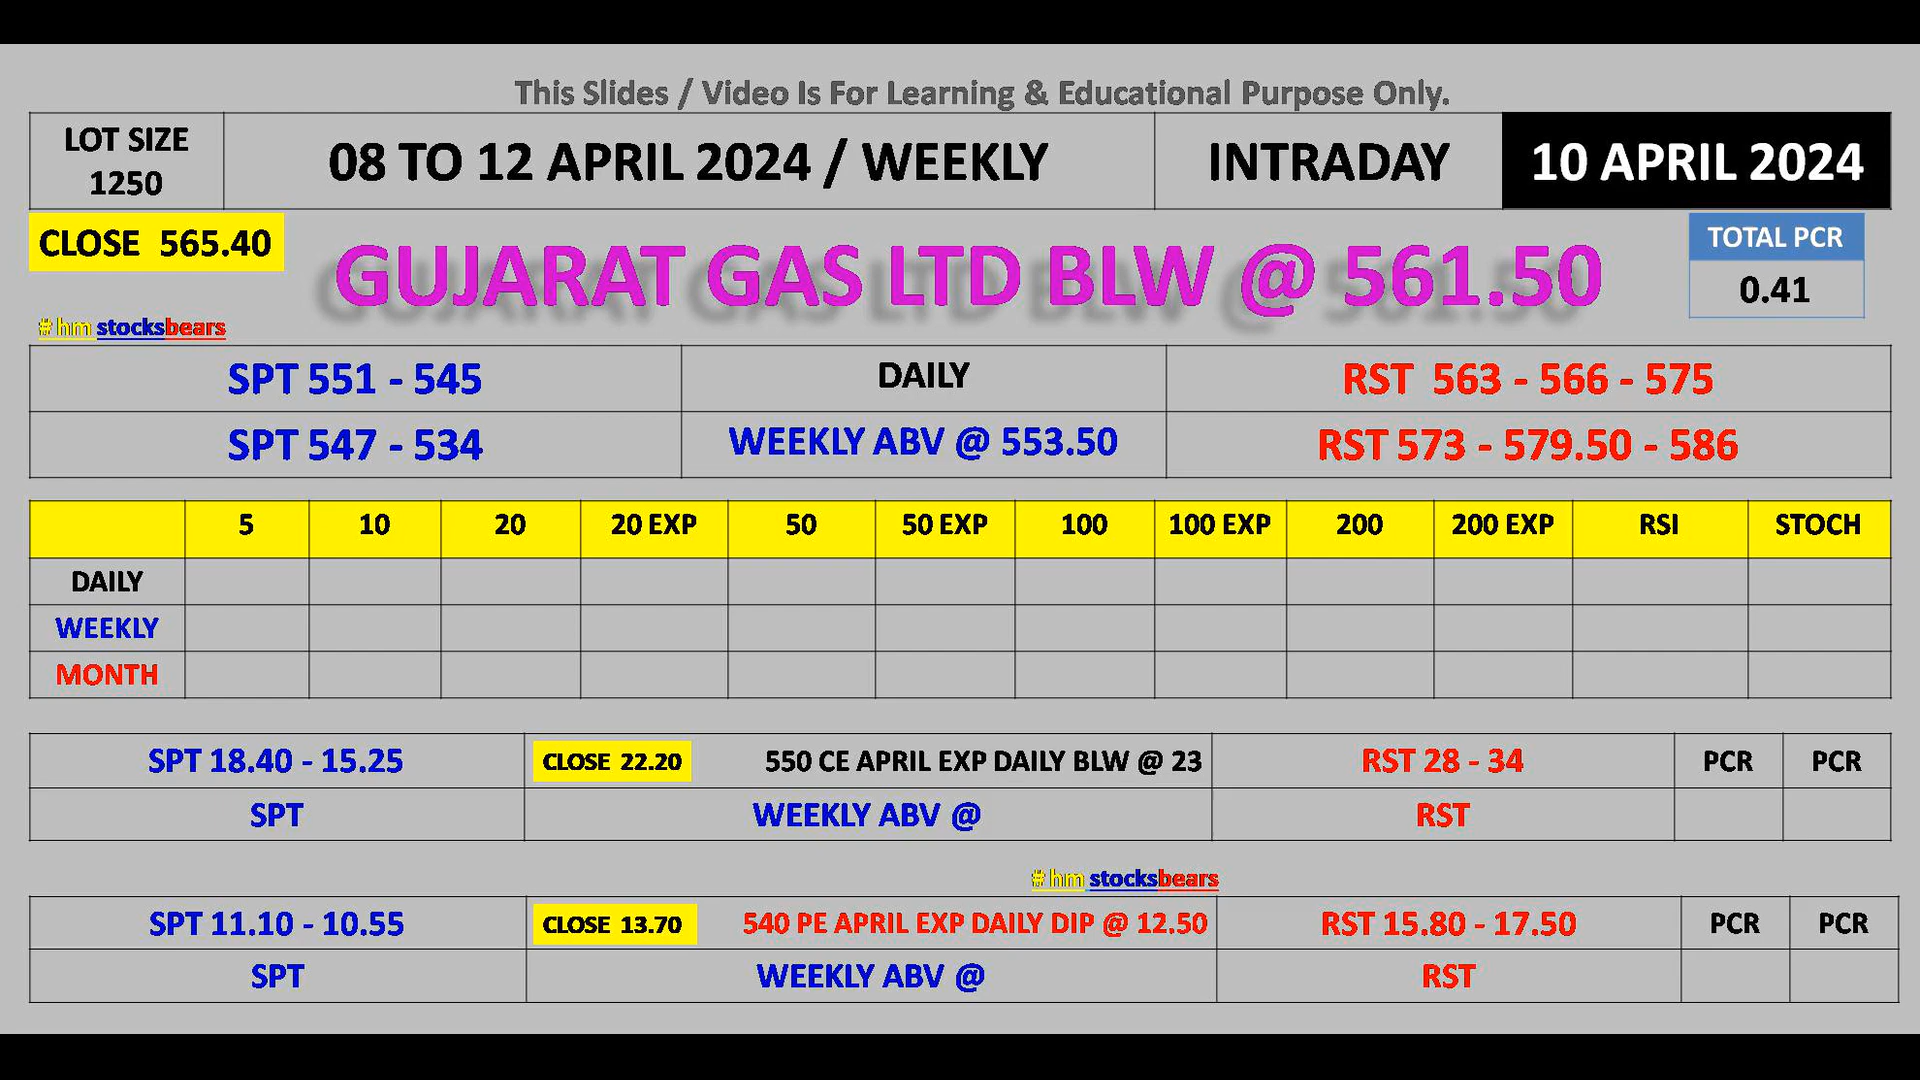 This Slides / Video Is For Learning & Educational Purpose Only.
LOT SIZE
1250
08 TO 12 APRIL 2024 / WEEKLY
INTRADAY
10 APRIL 2024
CLOSE 565.40
GUJARAT GAS LTD BLW @ 561.50
TOTAL PCR
0.41
# hm stocksbears
SPT 551 - 545
DAILY
RST 563 - 566 - 575
SPT 547 - 534
WEEKLY ABV @ 553.50
RST 573 - 579.50 - 586
5 10 20 20 EXP 50 50 EXP 100 100 EXP 200 200 EXP RSI STOCH
DAILY
WEEKLY
MONTH
SPT 18.40 - 15.25
CLOSE 22.20
550 CE APRIL EXP DAILY BLW @ 23
RST 28 - 34
PCR
PCR
SPT
WEEKLY ABV @
RST
# hm stocksbears
SPT 11.10 - 10.55
CLOSE 13.70
540 PE APRIL EXP DAILY DIP @ 12.50
RST 15.80 - 17.50
PCR
PCR
SPT
WEEKLY ABV @
RST